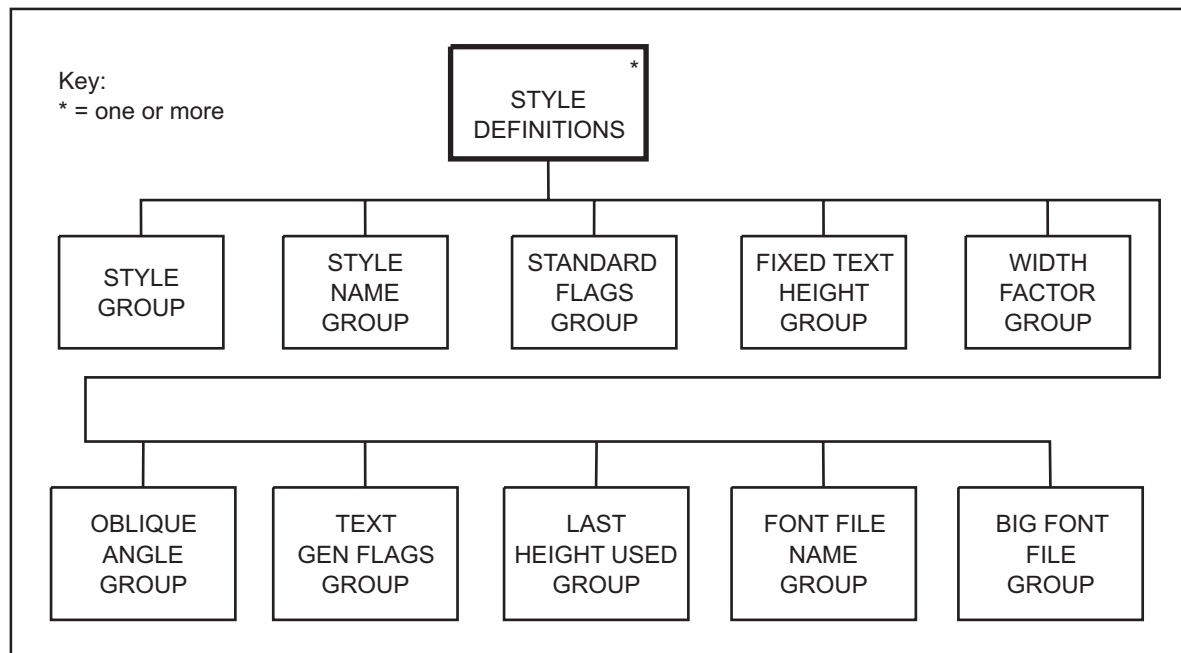 Key:
* = one or more
*
STYLE
DEFINITIONS
STYLE
GROUP
STYLE
NAME
GROUP
STANDARD
FLAGS
GROUP
FIXED TEXT
HEIGHT
GROUP
WIDTH
FACTOR
GROUP
OBLIQUE
ANGLE
GROUP
TEXT
GEN FLAGS
GROUP
LAST
HEIGHT USED
GROUP
FONT FILE
NAME
GROUP
BIG FONT
FILE
GROUP